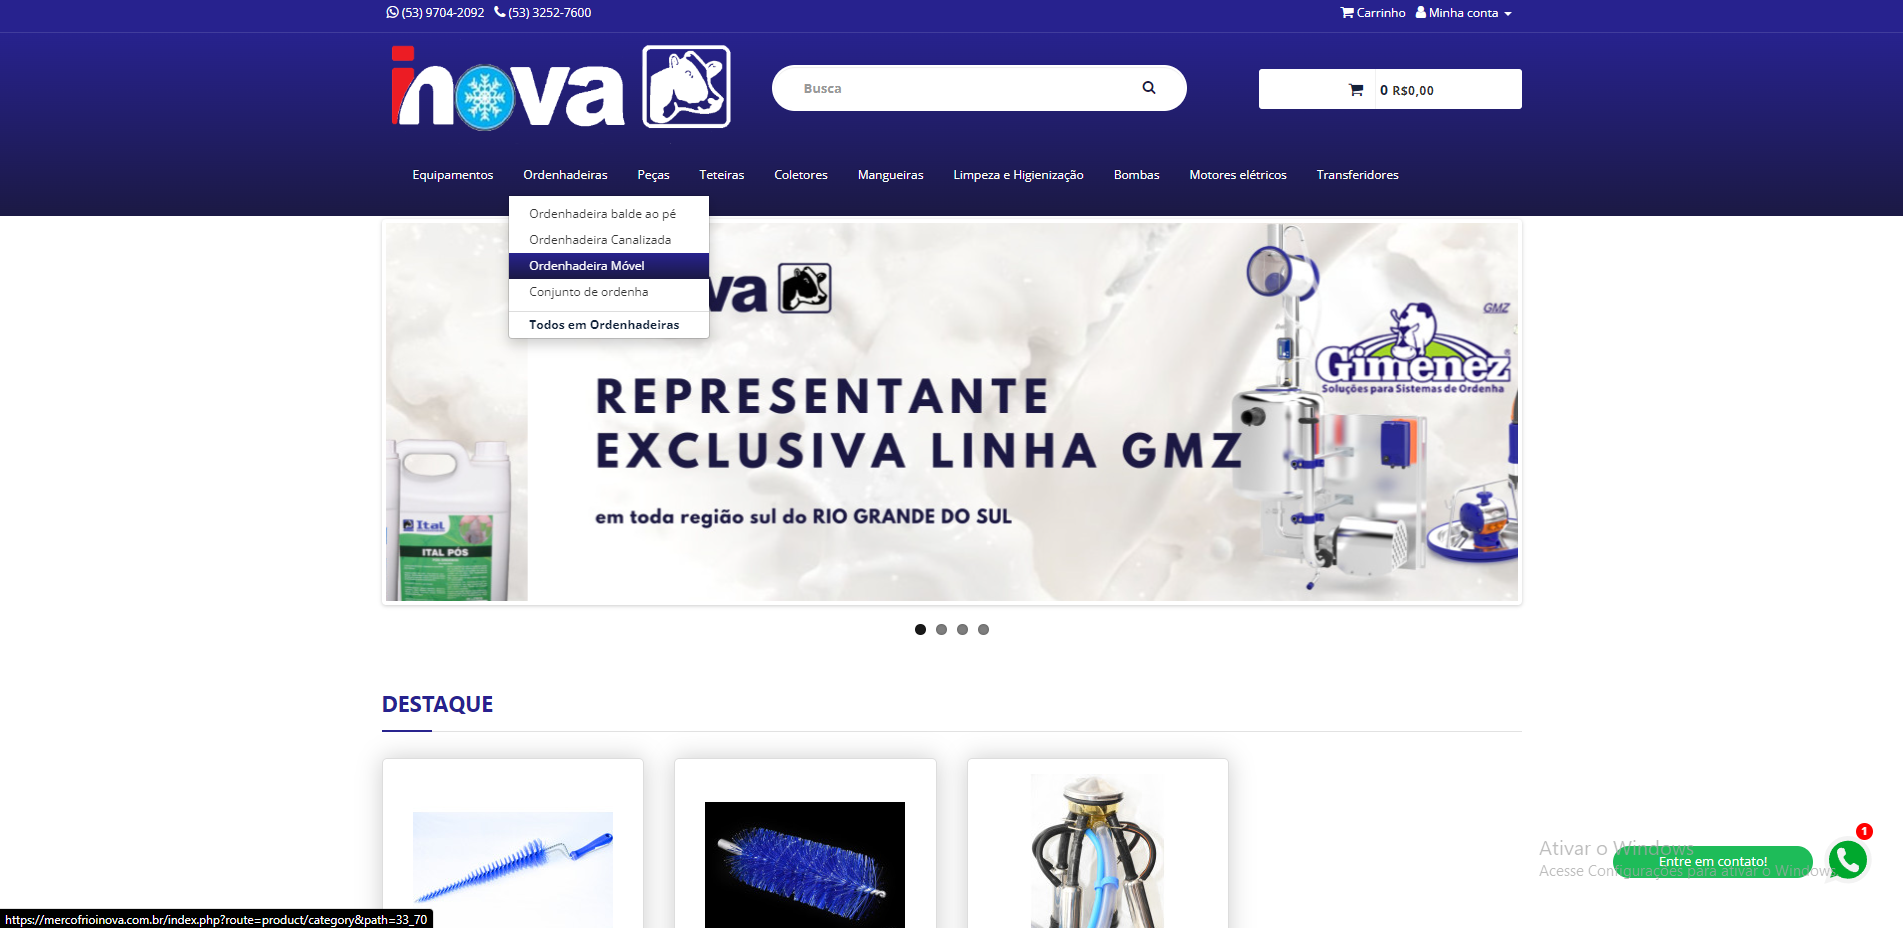 (53) 9704-2092 (53) 3252-7600
Carrinho Minha conta
inova
Busca
0 R$0,00
Equipamentos Ordenhadeiras Peças Teteiras Coletores Mangueiras Limpeza e Higienização Bombas Motores elétricos Transferidores
Ordenhadeira balde ao pé
Ordenhadeira Canalizada
Ordenhadeira Móvel
Conjunto de ordenha
Todos em Ordenhadeiras
va
GMZ
Gimenez
Soluções para Sistemas de Ordenha
REPRESENTANTE
EXCLUSIVA LINHA GMZ
em toda região sul do RIO GRANDE DO SUL
Ital
ITAL PÓS
DESTAQUE
1
Ativar o Windows
Entre em contato!
Acesse Configurações para ativar o Windows
https://mercofrioinova.com.br/index.php?route=product/category&path=33_70